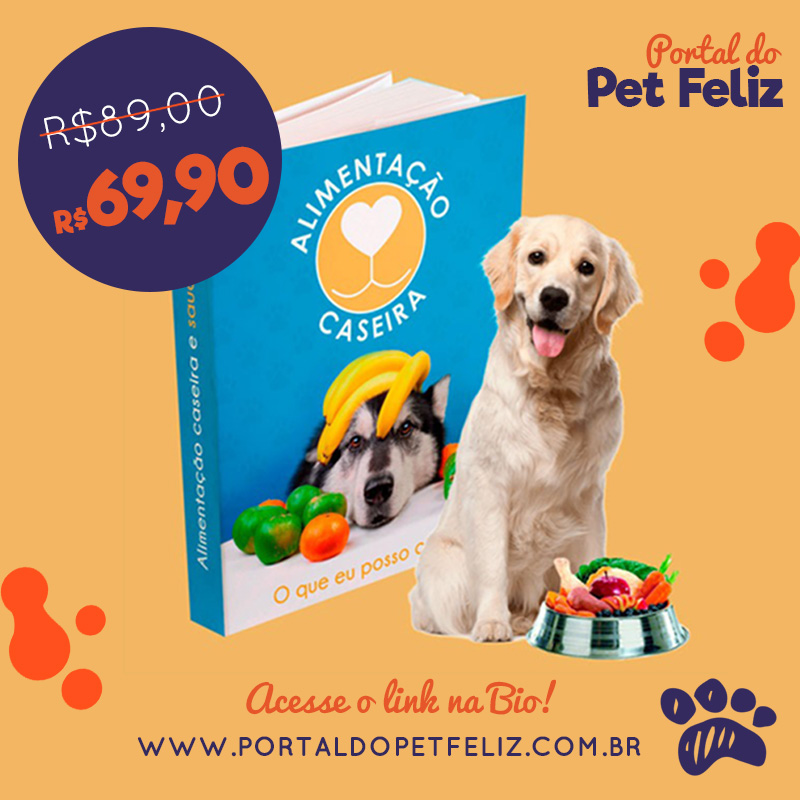 R$89,00
R$69,90
Portal do
Pet Feliz
ALIMENTAÇÃO
CASEIRA
Alimentação caseira e
O que eu posso
Acesse o link na Bio!
WWW.PORTALDOPETFELIZ.COM.BR